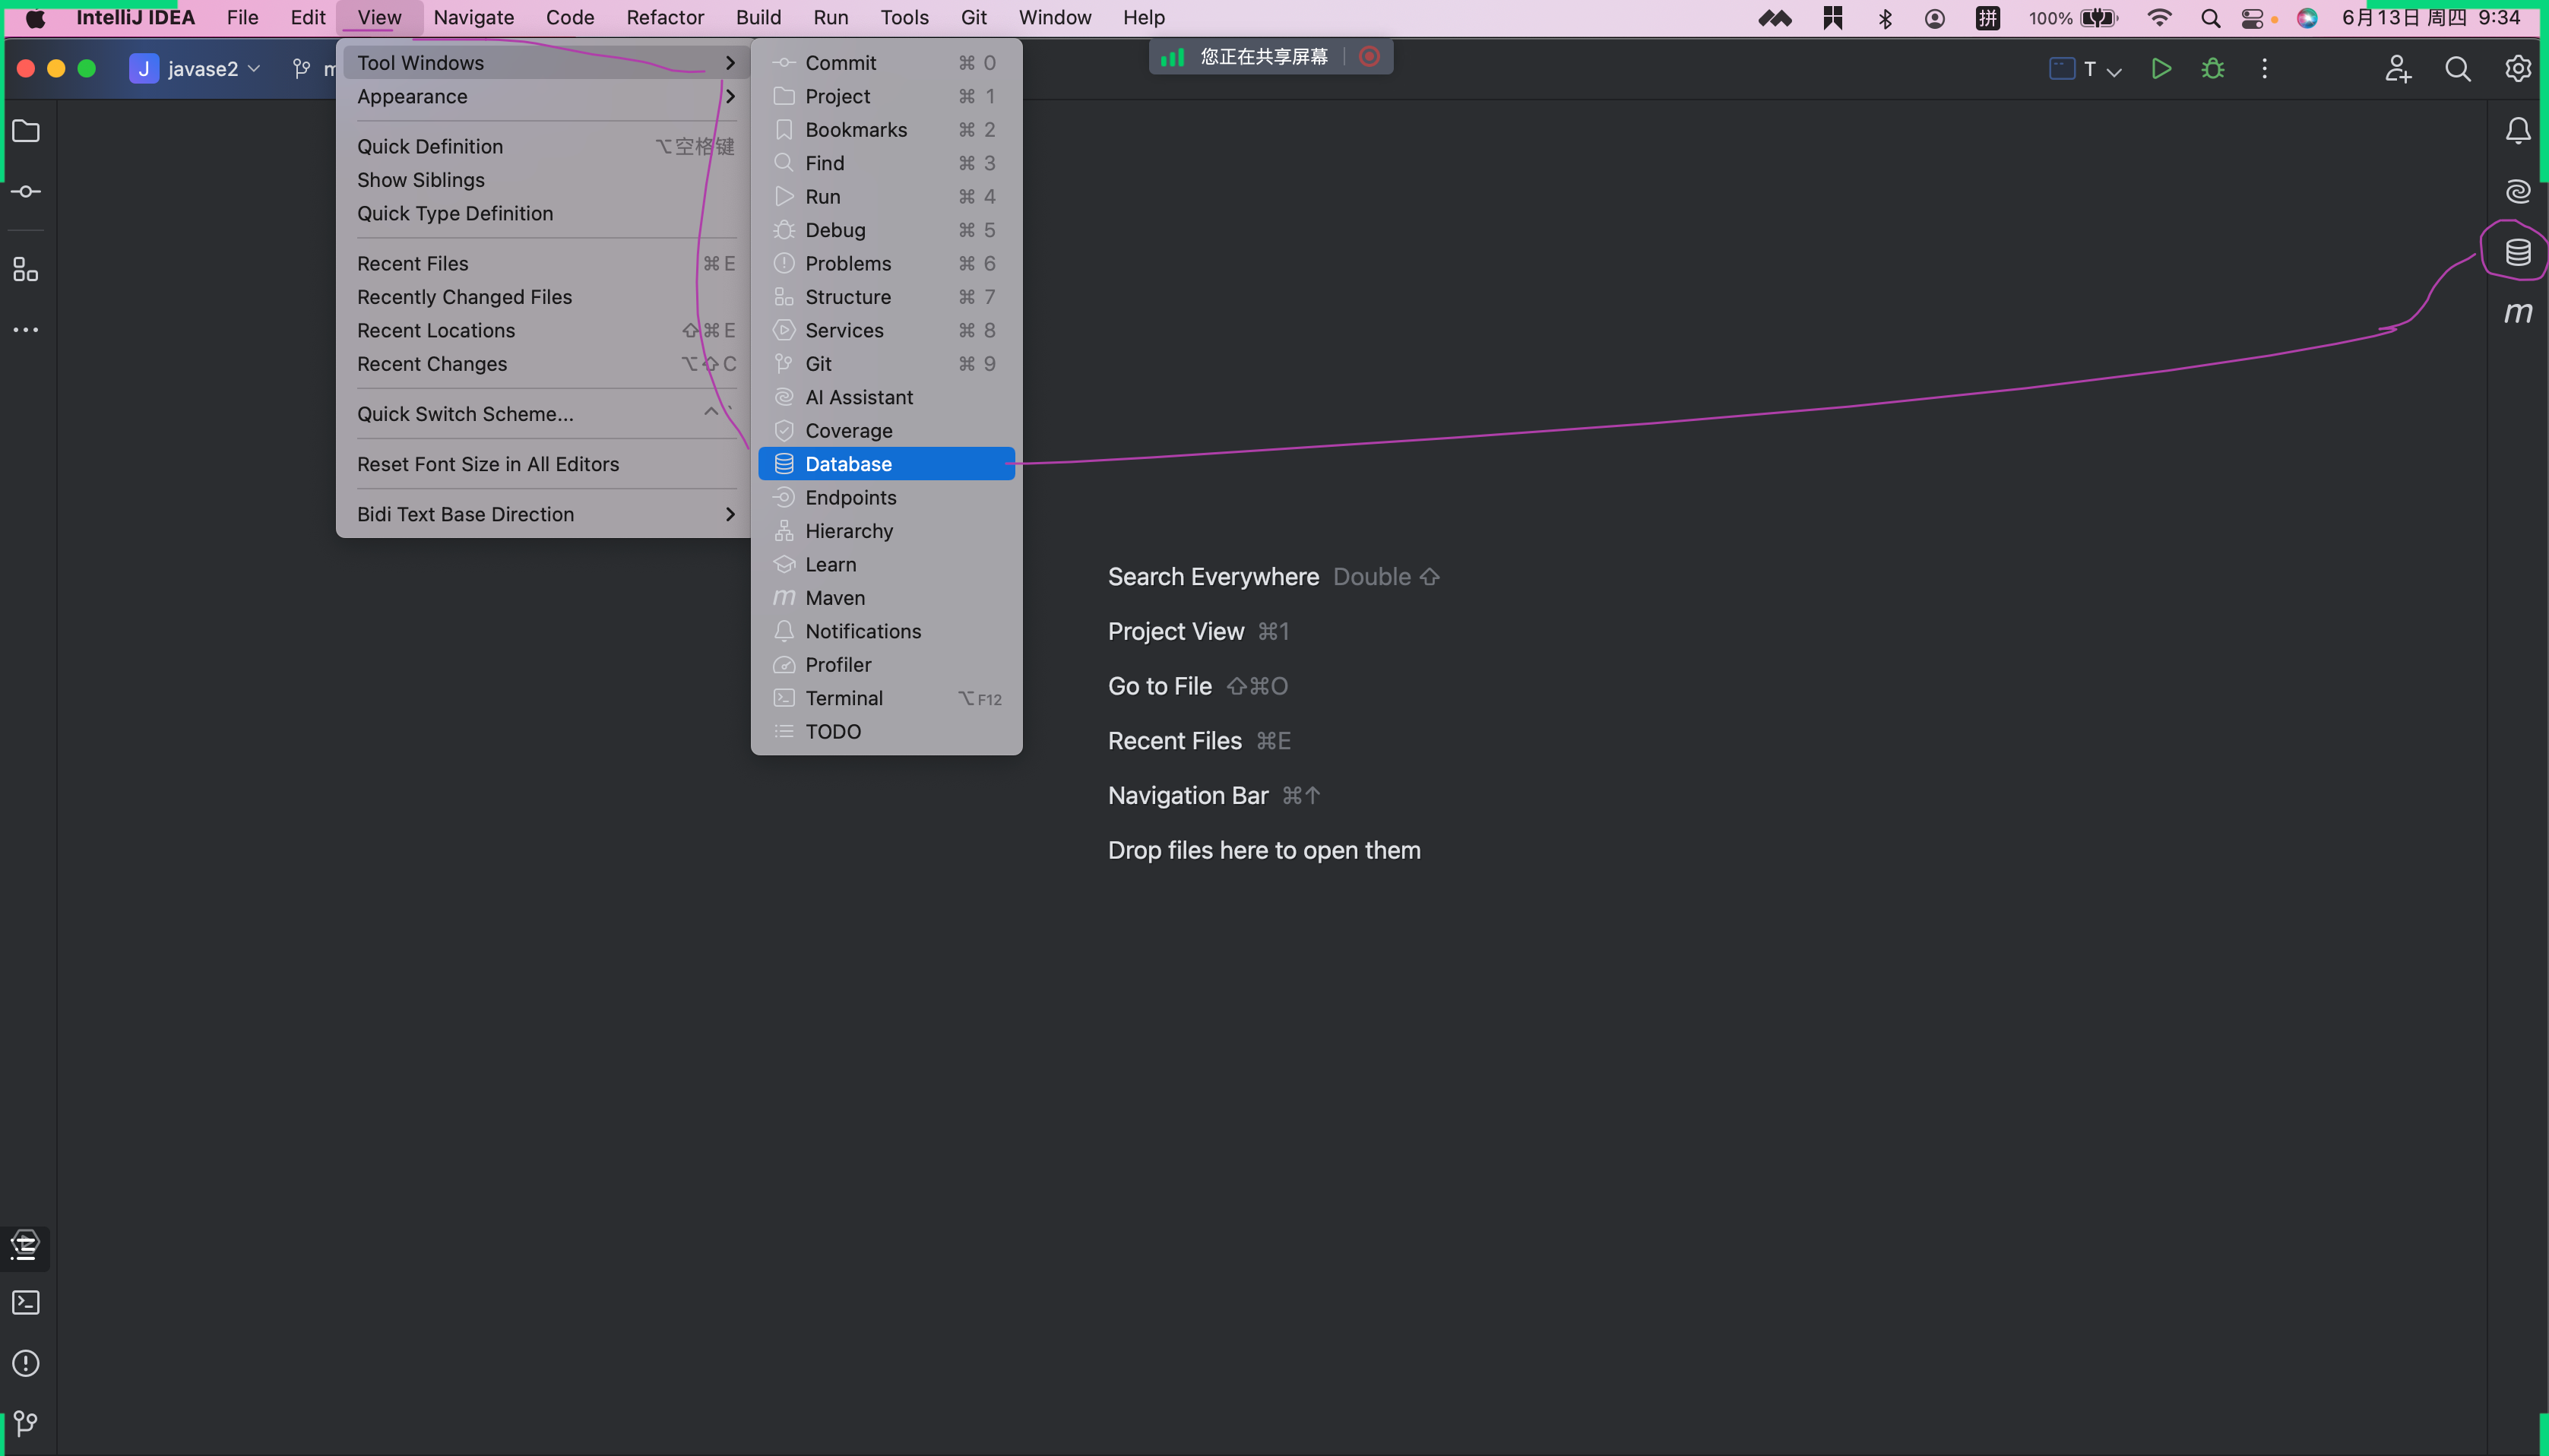 IntelliJ IDEA File Edit View Navigate Code Refactor Build Run Tools Git Window Help 拼 100% 6月13日 周四 9:34
J javase2 m
您正在共享屏幕
T
Tool Windows
Appearance
Quick Definition ⌥空格键
Show Siblings
Quick Type Definition
Recent Files ⌘E
Recently Changed Files
Recent Locations ⇧⌘E
Recent Changes ⌥⇧C
Quick Switch Scheme... ^`
Reset Font Size in All Editors
Bidi Text Base Direction
Commit ⌘ 0
Project ⌘ 1
Bookmarks ⌘ 2
Find ⌘ 3
Run ⌘ 4
Debug ⌘ 5
Problems ⌘ 6
Structure ⌘ 7
Services ⌘ 8
Git ⌘ 9
AI Assistant
Coverage
Database
Endpoints
Hierarchy
Learn
m Maven
Notifications
Profiler
Terminal ⌥F12
TODO
m
Search Everywhere Double ⇧
Project View ⌘1
Go to File ⇧⌘O
Recent Files ⌘E
Navigation Bar ⌘↑
Drop files here to open them